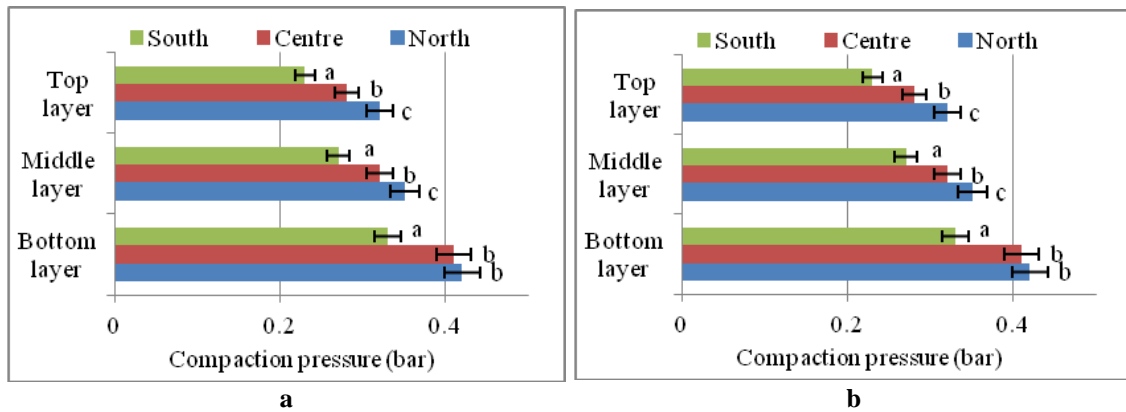 South Centre North
Top
layer
a
b
c
Middle
layer
a
b
c
Bottom
layer
a
b
b
0 0.2 0.4
Compaction pressure (bar)
a
South Centre North
Top
layer
a
b
c
Middle
layer
a
b
c
Bottom
layer
a
b
b
0 0.2 0.4
Compaction pressure (bar)
b